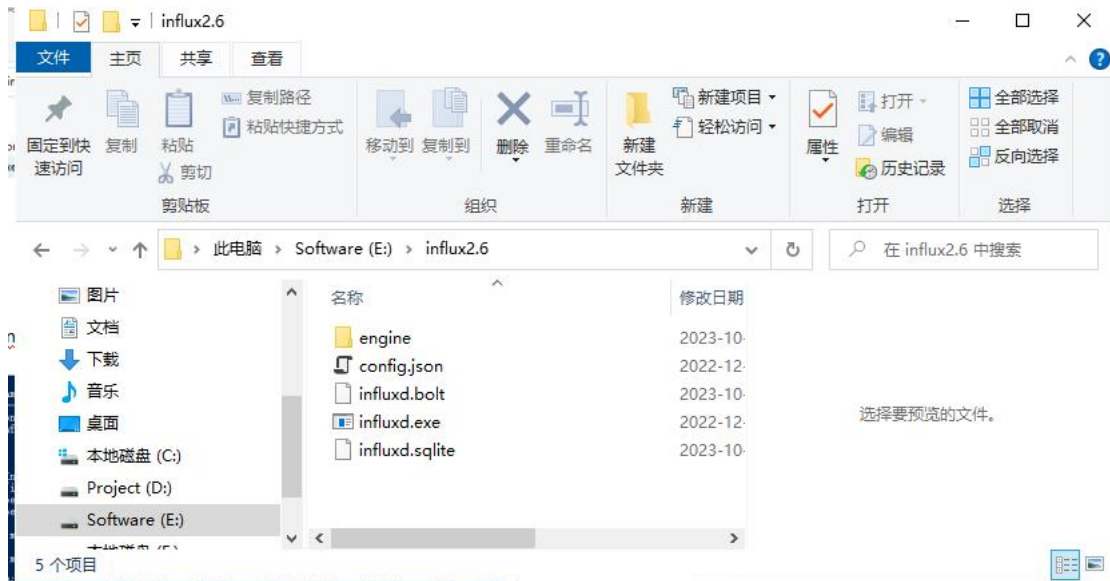 influx2.6
文件 主页 共享 查看
固定到快速访问 复制 粘贴 复制路径 粘贴快捷方式 剪切 移动到 复制到 删除 重命名 新建文件夹 新建项目 轻松访问 属性 打开 编辑 历史记录 全部选择 全部取消 反向选择
剪贴板 组织 新建 打开 选择
此电脑 > Software (E:) > influx2.6 在 influx2.6 中搜索
图片
文档
下载
音乐
桌面
本地磁盘 (C:)
Project (D:)
Software (E:)
名称 修改日期
engine 2023-10-
config.json 2022-12-
influxd.bolt 2023-10-
influxd.exe 2022-12-
influxd.sqlite 2023-10-
选择要预览的文件。
5 个项目